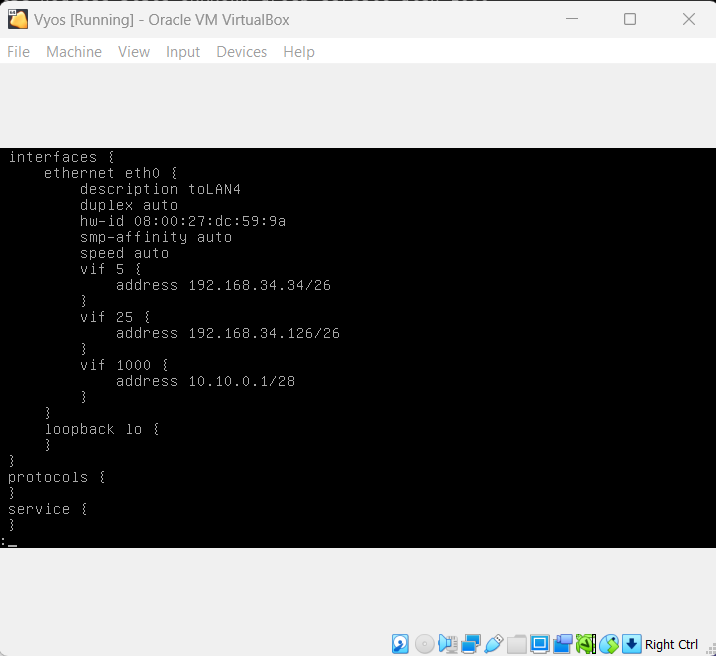 Vyos [Running] - Oracle VM VirtualBox
File Machine View Input Devices Help
interfaces {
    ethernet eth0 {
        description toLAN4
        duplex auto
        hw-id 08:00:27:dc:59:9a
        smp-affinity auto
        speed auto
        vif 5 {
            address 192.168.34.34/26
        }
        vif 25 {
            address 192.168.34.126/26
        }
        vif 1000 {
            address 10.10.0.1/28
        }
    }
    loopback lo {
    }
}
protocols {
}
service {
}
:_
Right Ctrl